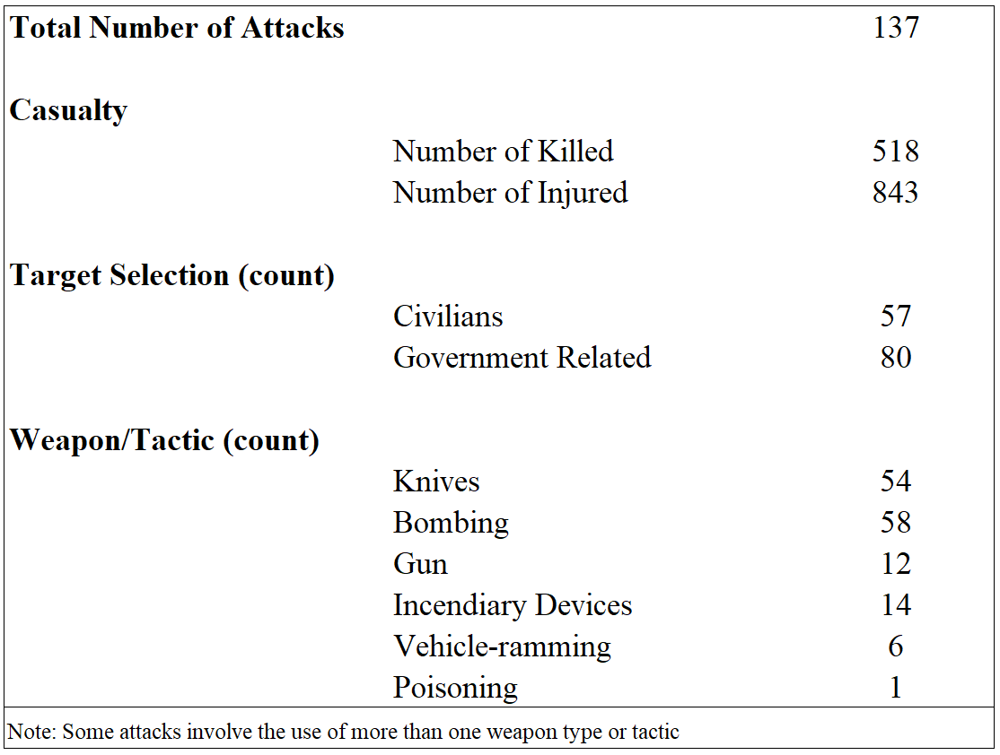 Total Number of Attacks 137
Casualty
Number of Killed 518
Number of Injured 843
Target Selection (count)
Civilians 57
Government Related 80
Weapon/Tactic (count)
Knives 54
Bombing 58
Gun 12
Incendiary Devices 14
Vehicle-ramming 6
Poisoning 1
Note: Some attacks involve the use of more than one weapon type or tactic